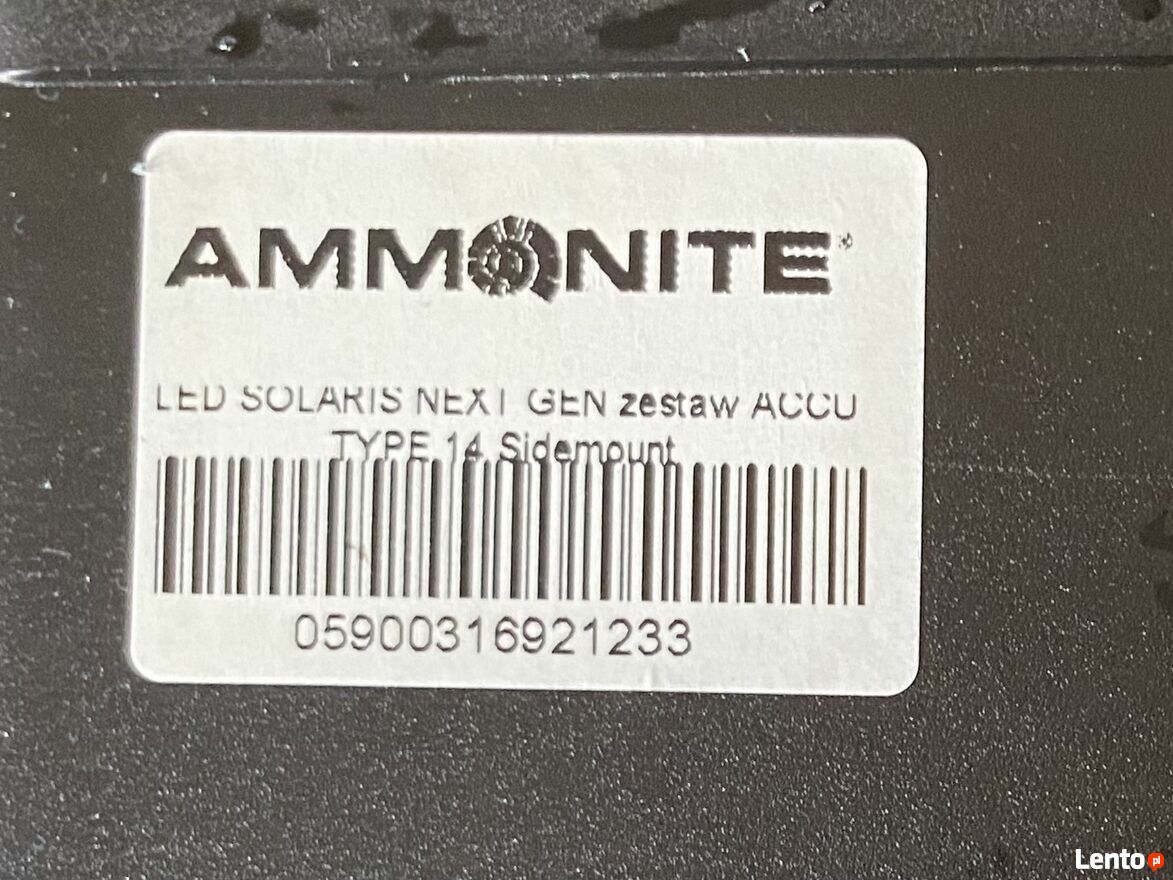 AMMONITE®
LED SOLARIS NEXT GEN zestaw ACCU
TYPE 14 Sidemount
05900316921233
Lento pl